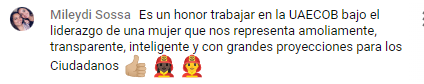 Mileydi Sossa Es un honor trabajar en la UAECOB bajo el
liderazgo de una mujer que nos representa amoliamente,
transparente, inteligente y con grandes proyecciones para los
Ciudadanos 👍🏼 👩🏿‍🚒 👩‍🚒